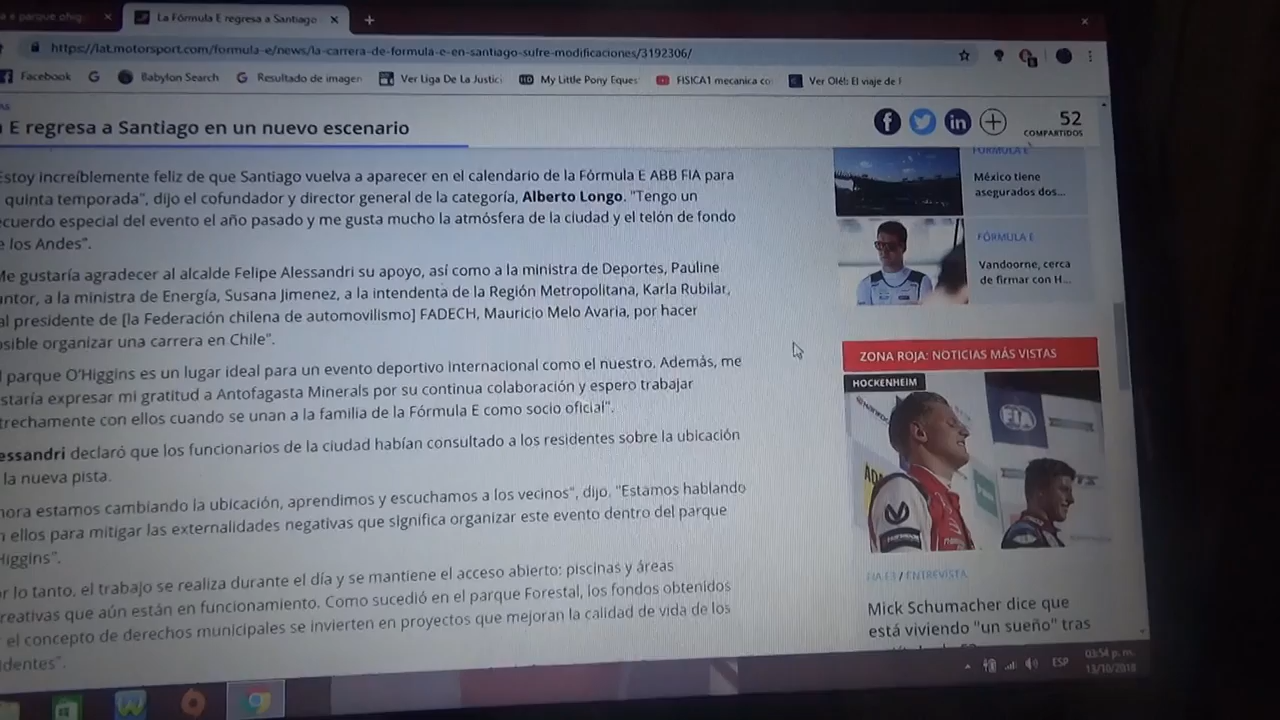 a a parque ohig
La Fórmula E regresa a Santiago
https://lat.motorsport.com/formula-e/news/la-carrera-de-formula-e-en-santiago-sufre-modificaciones/3192306/
Facebook
Babylon Search
Resultado de imagen
Ver Liga De La Justic
My Little Pony Eques
FISICA1 mecanica co
Ver Olé!: El viaje de F
E regresa a Santiago en un nuevo escenario
52
COMPARTIDOS
Estoy increíblemente feliz de que Santiago vuelva a aparecer en el calendario de la Fórmula E ABB FIA para
quinta temporada", dijo el cofundador y director general de la categoría, Alberto Longo. "Tengo un
ecuerdo especial del evento el año pasado y me gusta mucho la atmósfera de la ciudad y el telón de fondo
e los Andes".
Me gustaría agradecer al alcalde Felipe Alessandri su apoyo, así como a la ministra de Deportes, Pauline
antor, a la ministra de Energía, Susana Jimenez, a la intendenta de la Región Metropolitana, Karla Rubilar,
al presidente de [la Federación chilena de automovilismo] FADECH, Mauricio Melo Avaria, por hacer
osible organizar una carrera en Chile".
l parque O'Higgins es un lugar ideal para un evento deportivo internacional como el nuestro. Además, me
staría expresar mi gratitud a Antofagasta Minerals por su continua colaboración y espero trabajar
trechamente con ellos cuando se unan a la familia de la Fórmula E como socio oficial".
essandri declaró que los funcionarios de la ciudad habían consultado a los residentes sobre la ubicación
la nueva pista.
hora estamos cambiando la ubicación, aprendimos y escuchamos a los vecinos", dijo. "Estamos hablando
n ellos para mitigar las externalidades negativas que significa organizar este evento dentro del parque
Higgins".
or lo tanto, el trabajo se realiza durante el día y se mantiene el acceso abierto: piscinas y áreas
creativas que aún están en funcionamiento. Como sucedió en el parque Forestal, los fondos obtenidos
r el concepto de derechos municipales se invierten en proyectos que mejoran la calidad de vida de los
identes".
FÓRMULA E
México tiene
asegurados dos...
FÓRMULA E
Vandoorne, cerca
de firmar con H...
ZONA ROJA: NOTICIAS MÁS VISTAS
HOCKENHEIM
FIA
FIA F3 / ENTREVISTA
Mick Schumacher dice que
está viviendo "un sueño" tras
ESP
03:54 p. m.
13/10/2018